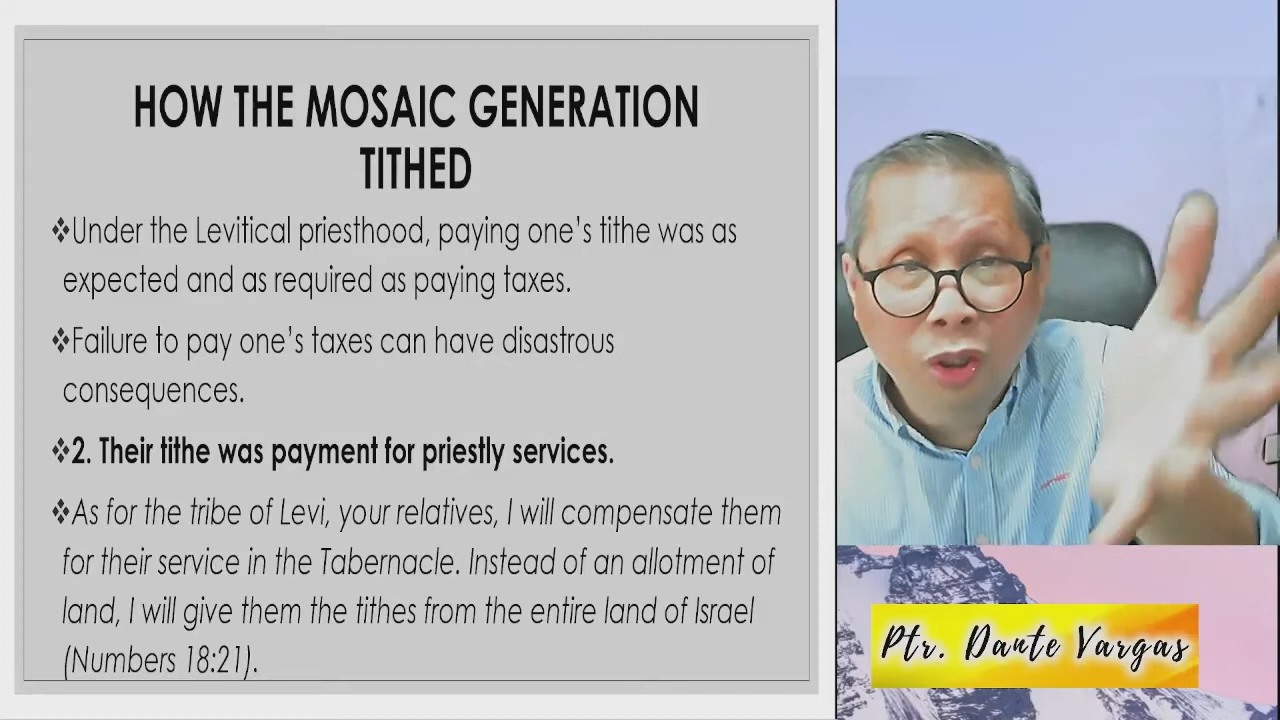 HOW THE MOSAIC GENERATION
TITHED
❖Under the Levitical priesthood, paying one's tithe was as
expected and as required as paying taxes.
❖Failure to pay one's taxes can have disastrous
consequences.
❖2. Their tithe was payment for priestly services.
❖As for the tribe of Levi, your relatives, I will compensate them
for their service in the Tabernacle. Instead of an allotment of
land, I will give them the tithes from the entire land of Israel
(Numbers 18:21).
Ptr. Dante Vargas